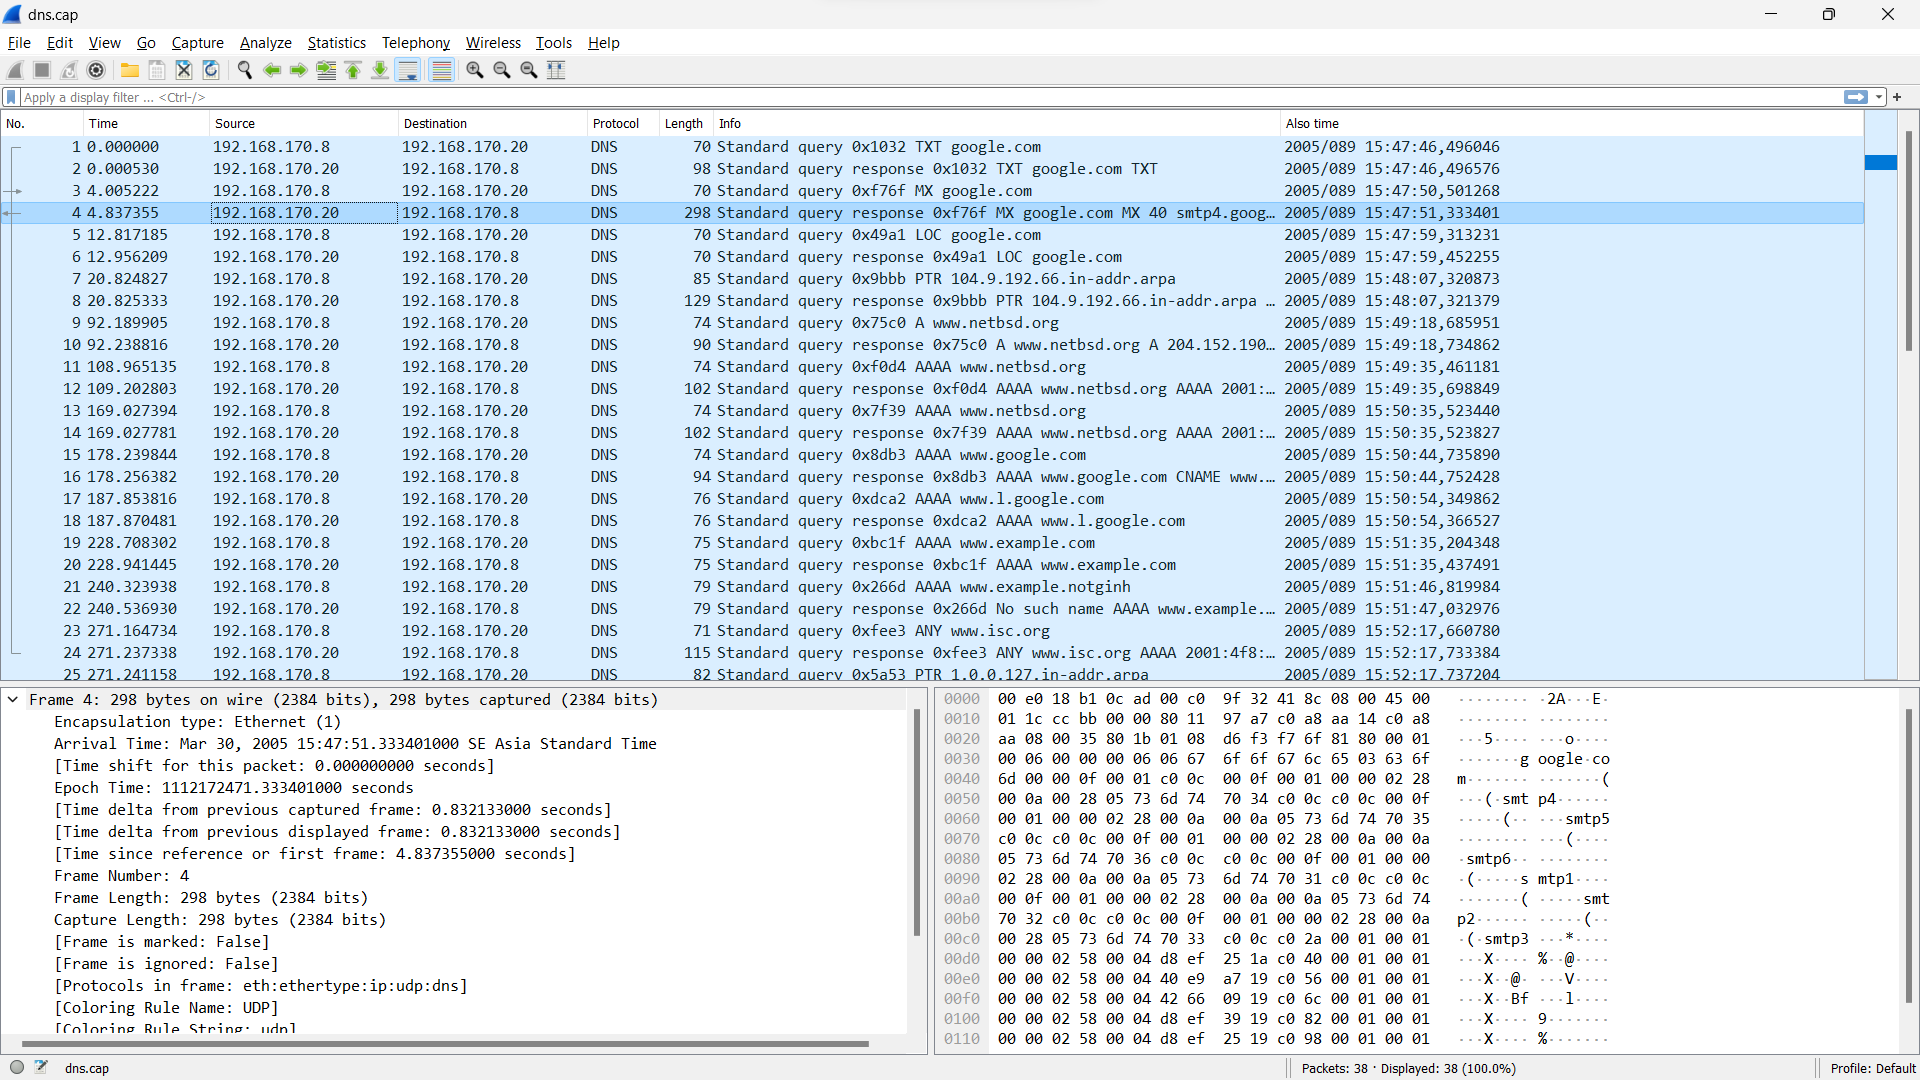 dns.cap
File Edit View Go Capture Analyze Statistics Telephony Wireless Tools Help
Apply a display filter ... <Ctrl-/>
No. Time Source Destination Protocol Length Info Also time
1 0.000000 192.168.170.8 192.168.170.20 DNS 70 Standard query 0x1032 TXT google.com 2005/089 15:47:46,496046
2 0.000530 192.168.170.20 192.168.170.8 DNS 98 Standard query response 0x1032 TXT google.com TXT 2005/089 15:47:46,496576
3 4.005222 192.168.170.8 192.168.170.20 DNS 70 Standard query 0xf76f MX google.com 2005/089 15:47:50,501268
4 4.837355 192.168.170.20 192.168.170.8 DNS 298 Standard query response 0xf76f MX google.com MX 40 smtp4.goog… 2005/089 15:47:51,333401
5 12.817185 192.168.170.8 192.168.170.20 DNS 70 Standard query 0x49a1 LOC google.com 2005/089 15:47:59,313231
6 12.956209 192.168.170.20 192.168.170.8 DNS 70 Standard query response 0x49a1 LOC google.com 2005/089 15:47:59,452255
7 20.824827 192.168.170.8 192.168.170.20 DNS 85 Standard query 0x9bbb PTR 104.9.192.66.in-addr.arpa 2005/089 15:48:07,320873
8 20.825333 192.168.170.20 192.168.170.8 DNS 129 Standard query response 0x9bbb PTR 104.9.192.66.in-addr.arpa … 2005/089 15:48:07,321379
9 92.189905 192.168.170.8 192.168.170.20 DNS 74 Standard query 0x75c0 A www.netbsd.org 2005/089 15:49:18,685951
10 92.238816 192.168.170.20 192.168.170.8 DNS 90 Standard query response 0x75c0 A www.netbsd.org A 204.152.190… 2005/089 15:49:18,734862
11 108.965135 192.168.170.8 192.168.170.20 DNS 74 Standard query 0xf0d4 AAAA www.netbsd.org 2005/089 15:49:35,461181
12 109.202803 192.168.170.20 192.168.170.8 DNS 102 Standard query response 0xf0d4 AAAA www.netbsd.org AAAA 2001:… 2005/089 15:49:35,698849
13 169.027394 192.168.170.8 192.168.170.20 DNS 74 Standard query 0x7f39 AAAA www.netbsd.org 2005/089 15:50:35,523440
14 169.027781 192.168.170.20 192.168.170.8 DNS 102 Standard query response 0x7f39 AAAA www.netbsd.org AAAA 2001:… 2005/089 15:50:35,523827
15 178.239844 192.168.170.8 192.168.170.20 DNS 74 Standard query 0x8db3 AAAA www.google.com 2005/089 15:50:44,735890
16 178.256382 192.168.170.20 192.168.170.8 DNS 94 Standard query response 0x8db3 AAAA www.google.com CNAME www.… 2005/089 15:50:44,752428
17 187.853816 192.168.170.8 192.168.170.20 DNS 76 Standard query 0xdca2 AAAA www.l.google.com 2005/089 15:50:54,349862
18 187.870481 192.168.170.20 192.168.170.8 DNS 76 Standard query response 0xdca2 AAAA www.l.google.com 2005/089 15:50:54,366527
19 228.708302 192.168.170.8 192.168.170.20 DNS 75 Standard query 0xbc1f AAAA www.example.com 2005/089 15:51:35,204348
20 228.941445 192.168.170.20 192.168.170.8 DNS 75 Standard query response 0xbc1f AAAA www.example.com 2005/089 15:51:35,437491
21 240.323938 192.168.170.8 192.168.170.20 DNS 79 Standard query 0x266d AAAA www.example.notginh 2005/089 15:51:46,819984
22 240.536930 192.168.170.20 192.168.170.8 DNS 79 Standard query response 0x266d No such name AAAA www.example.… 2005/089 15:51:47,032976
23 271.164734 192.168.170.8 192.168.170.20 DNS 71 Standard query 0xfee3 ANY www.isc.org 2005/089 15:52:17,660780
24 271.237338 192.168.170.20 192.168.170.8 DNS 115 Standard query response 0xfee3 ANY www.isc.org AAAA 2001:4f8:… 2005/089 15:52:17,733384
25 271.241158 192.168.170.8 192.168.170.20 DNS 82 Standard query 0x5a53 PTR 1.0.0.127.in-addr.arpa 2005/089 15:52:17,737204
Frame 4: 298 bytes on wire (2384 bits), 298 bytes captured (2384 bits)
Encapsulation type: Ethernet (1)
Arrival Time: Mar 30, 2005 15:47:51.333401000 SE Asia Standard Time
[Time shift for this packet: 0.000000000 seconds]
Epoch Time: 1112172471.333401000 seconds
[Time delta from previous captured frame: 0.832133000 seconds]
[Time delta from previous displayed frame: 0.832133000 seconds]
[Time since reference or first frame: 4.837355000 seconds]
Frame Number: 4
Frame Length: 298 bytes (2384 bits)
Capture Length: 298 bytes (2384 bits)
[Frame is marked: False]
[Frame is ignored: False]
[Protocols in frame: eth:ethertype:ip:udp:dns]
[Coloring Rule Name: UDP]
[Coloring Rule String: udp]
0000 00 e0 18 b1 0c ad 00 c0 9f 32 41 8c 08 00 45 00 ········ ·2A···E·
0010 01 1c cc bb 00 00 80 11 97 a7 c0 a8 aa 14 c0 a8 ········ ········
0020 aa 08 00 35 80 1b 01 08 d6 f3 f7 6f 81 80 00 01 ···5···· ···o····
0030 00 06 00 00 00 06 06 67 6f 6f 67 6c 65 03 63 6f ·······g oogle·co
0040 6d 00 00 0f 00 01 c0 0c 00 0f 00 01 00 00 02 28 m······· ·······(
0050 00 0a 00 28 05 73 6d 74 70 34 c0 0c c0 0c 00 0f ···(·smt p4······
0060 00 01 00 00 02 28 00 0a 00 0a 05 73 6d 74 70 35 ·····(·· ···smtp5
0070 c0 0c c0 0c 00 0f 00 01 00 00 02 28 00 0a 00 0a ········ ···(····
0080 05 73 6d 74 70 36 c0 0c c0 0c 00 0f 00 01 00 00 ·smtp6·· ········
0090 02 28 00 0a 00 0a 05 73 6d 74 70 31 c0 0c c0 0c ·(·····s mtp1····
00a0 00 0f 00 01 00 00 02 28 00 0a 00 0a 05 73 6d 74 ·······( ·····smt
00b0 70 32 c0 0c c0 0c 00 0f 00 01 00 00 02 28 00 0a p2······ ·····(··
00c0 00 28 05 73 6d 74 70 33 c0 0c c0 2a 00 01 00 01 ·(·smtp3 ···*····
00d0 00 00 02 58 00 04 d8 ef 25 1a c0 40 00 01 00 01 ···X···· %··@····
00e0 00 00 02 58 00 04 40 e9 a7 19 c0 56 00 01 00 01 ···X··@· ···V····
00f0 00 00 02 58 00 04 42 66 09 19 c0 6c 00 01 00 01 ···X··Bf ···l····
0100 00 00 02 58 00 04 d8 ef 39 19 c0 82 00 01 00 01 ···X···· 9·······
0110 00 00 02 58 00 04 d8 ef 25 19 c0 98 00 01 00 01 ···X···· %·······
dns.cap
Packets: 38 · Displayed: 38 (100.0%)
Profile: Default